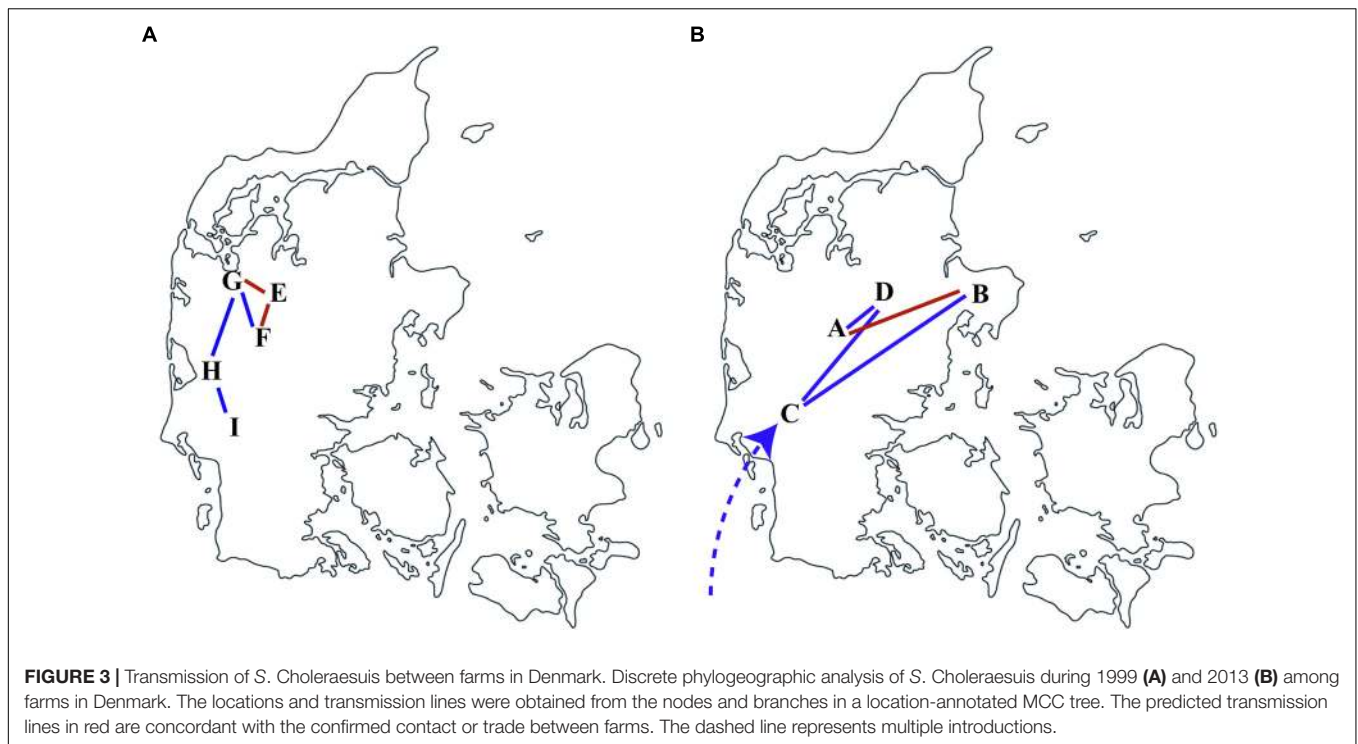 A
B
G
E
F
H
I
D
B
A
C
FIGURE 3 | Transmission of S. Choleraesuis between farms in Denmark. Discrete phylogeographic analysis of S. Choleraesuis during 1999 (A) and 2013 (B) among
farms in Denmark. The locations and transmission lines were obtained from the nodes and branches in a location-annotated MCC tree. The predicted transmission
lines in red are concordant with the confirmed contact or trade between farms. The dashed line represents multiple introductions.